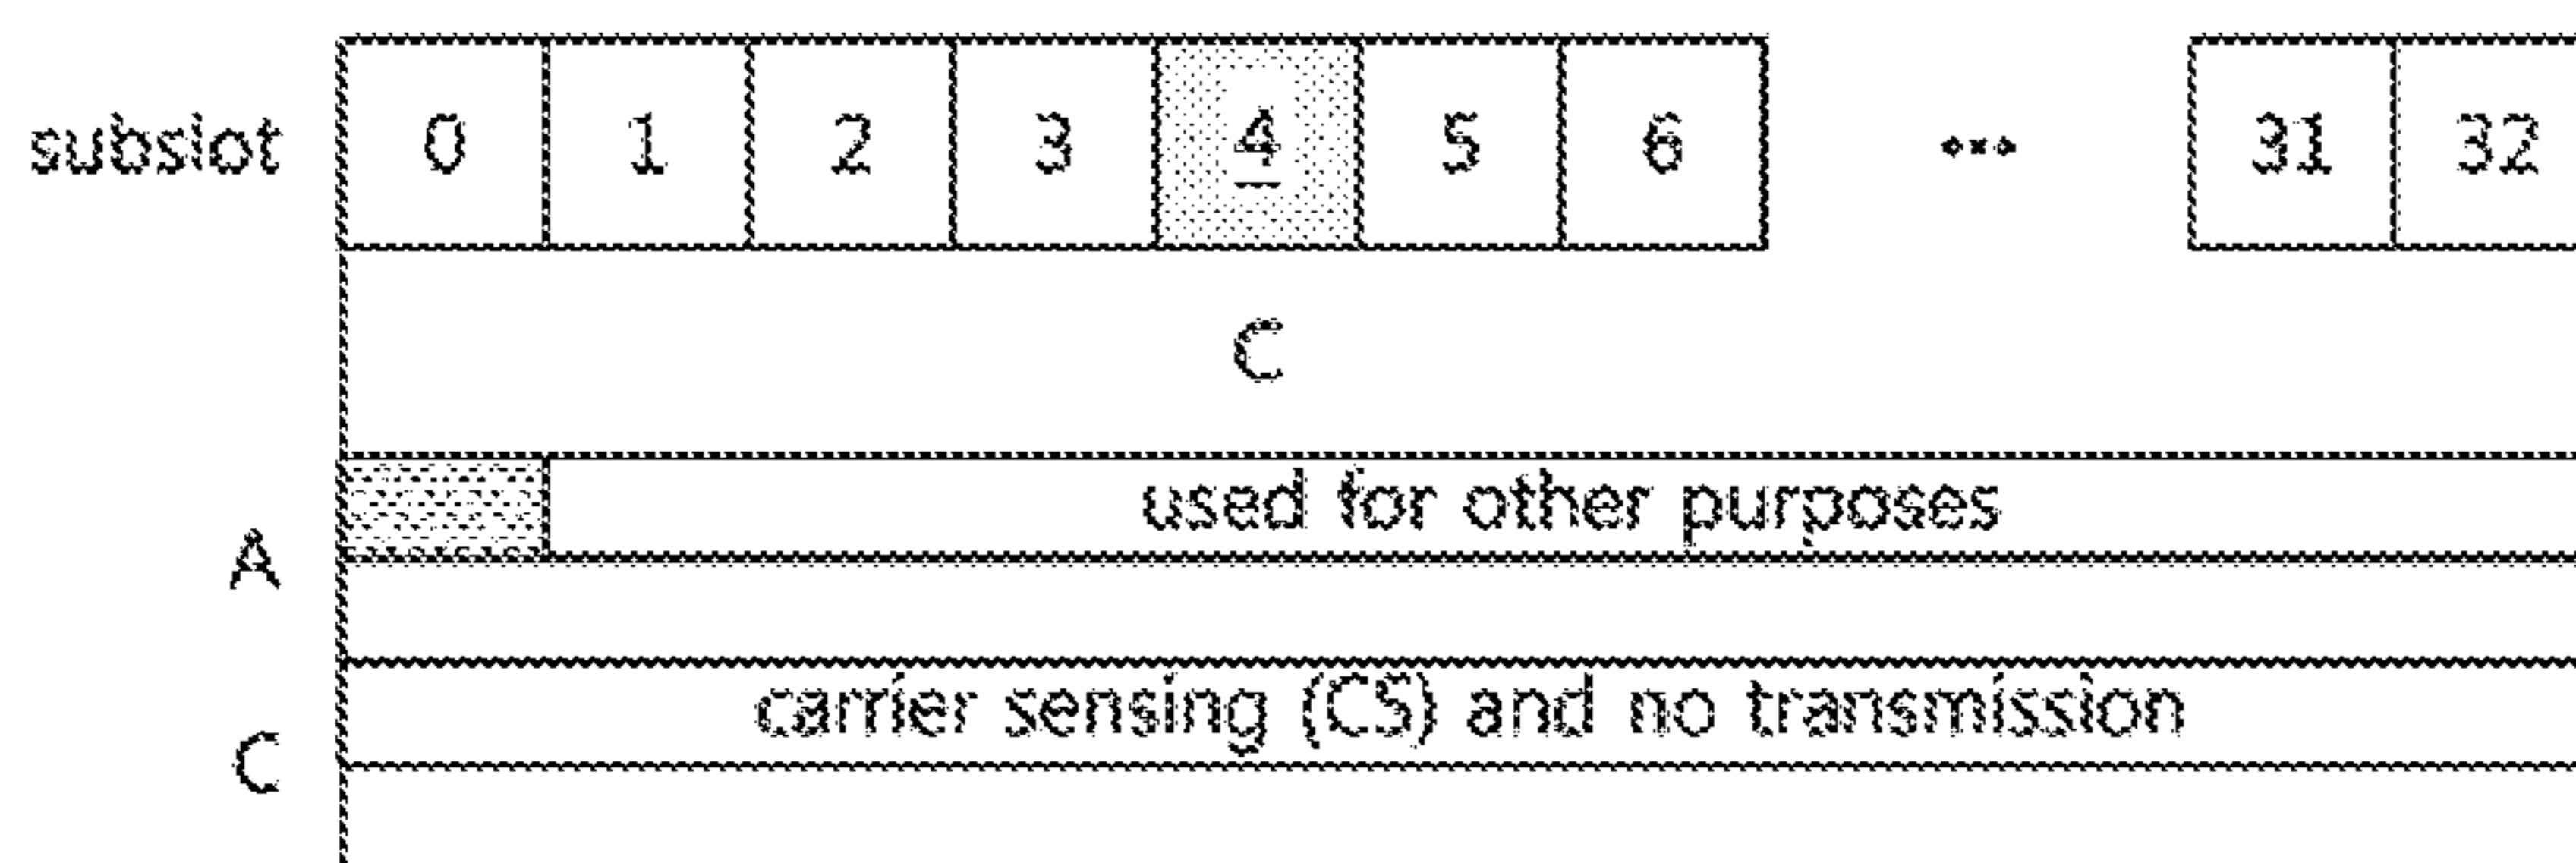 subslot 0 1 2 3 4 5 6 ... 31 32
C
used for other purposes
A
carrier sensing (CS) and no transmission
C